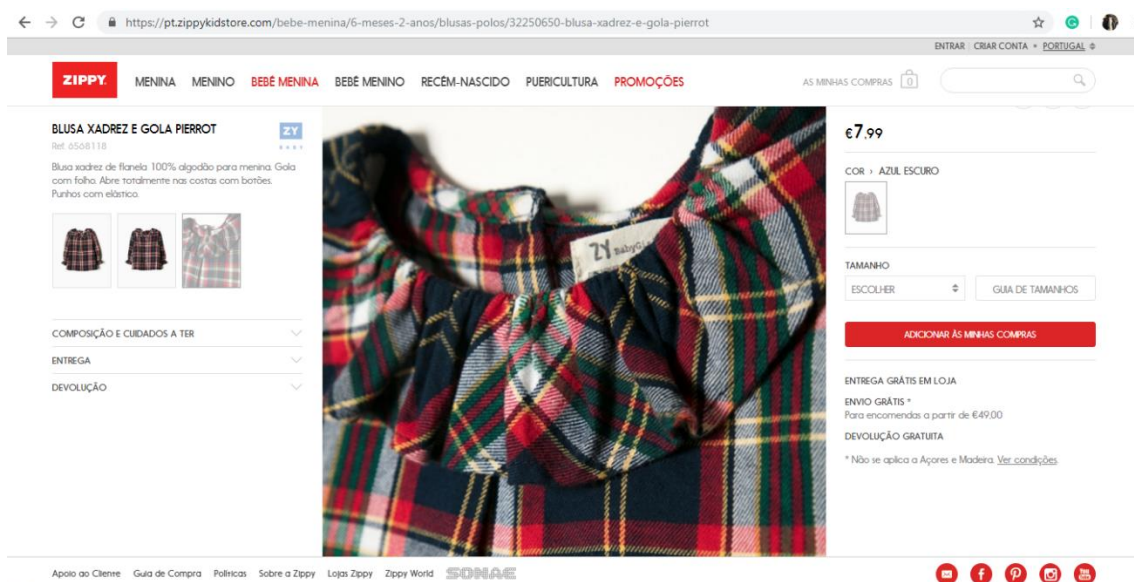 https://pt.zippykidstore.com/bebe-menina/6-meses-2-anos/blusas-polos/32250650-blusa-xadrez-e-gola-pierrot
ENTRAR | CRIAR CONTA • PORTUGAL
ZIPPY.
MENINA MENINO BEBÉ MENINA BEBÉ MENINO RECÉM-NASCIDO PUERICULTURA PROMOÇÕES
AS MINHAS COMPRAS 0
BLUSA XADREZ E GOLA PIERROT
Ref. 6568118
ZY
BABY
Blusa xadrez de flanela 100% algodão para menina. Gola
com folho. Abre totalmente nas costas com botões.
Punhos com elástico.
COMPOSIÇÃO E CUIDADOS A TER
ENTREGA
DEVOLUÇÃO
ZY
€7.99
COR > AZUL ESCURO
TAMANHO
ESCOLHER GUIA DE TAMANHOS
ADICIONAR ÀS MINHAS COMPRAS
ENTREGA GRÁTIS EM LOJA
ENVIO GRÁTIS *
Para encomendas a partir de €49.00
DEVOLUÇÃO GRATUITA
* Não se aplica a Açores e Madeira. Ver condições.
Apoio ao Cliente Guia de Compra Políticas Sobre a Zippy Lojas Zippy Zippy World SONAE
You
Tube